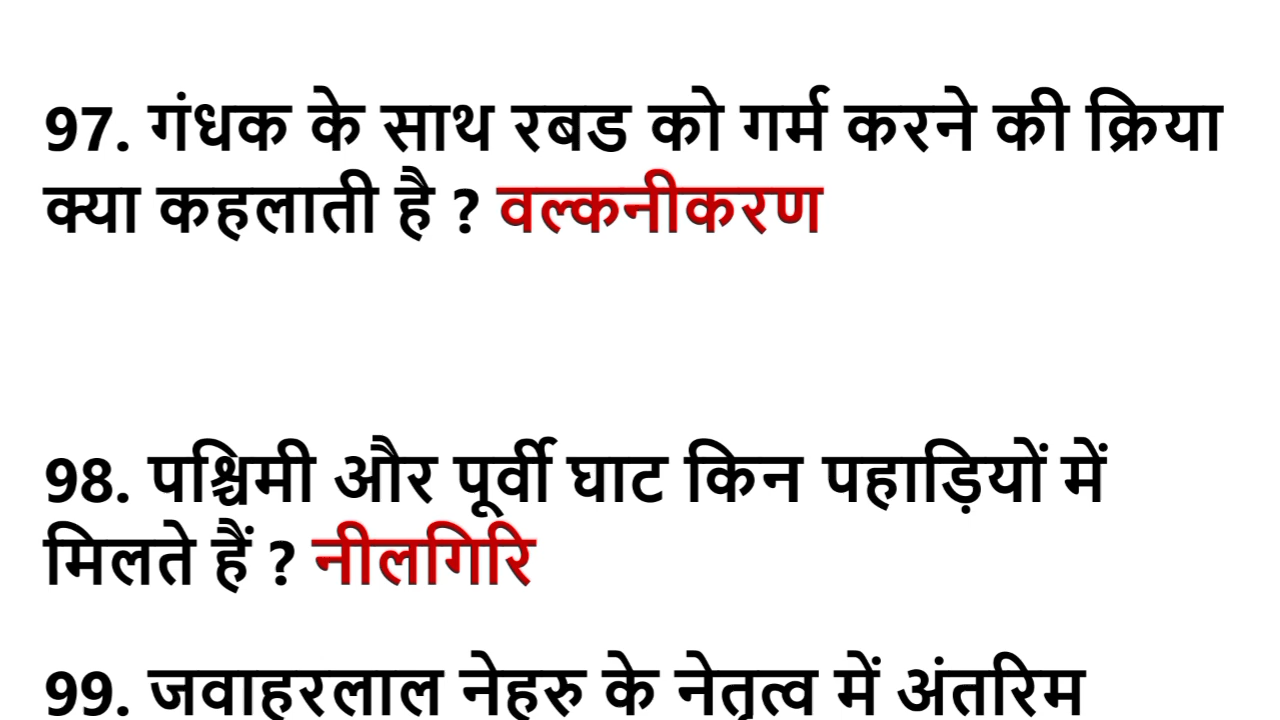 97. गंधक के साथ रबड को गर्म करने की क्रिया
क्या कहलाती है ? वल्कनीकरण
98. पश्चिमी और पूर्वी घाट किन पहाड़ियों में
मिलते हैं ? नीलगिरि
99. जवाहरलाल नेहरु के नेतृत्व में अंतरिम